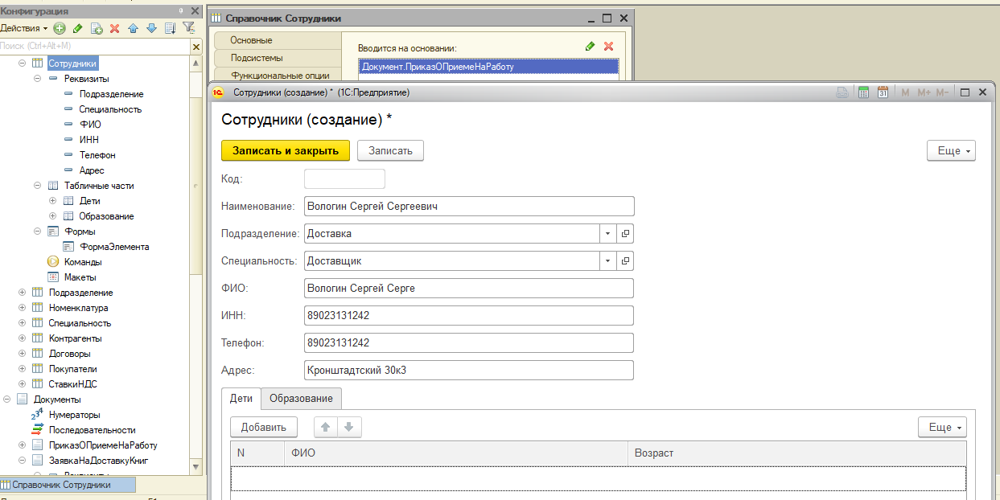 Конфигурация
Действия
Поиск (Ctrl+Alt+M)
Сотрудники
Реквизиты
Подразделение
Специальность
ФИО
ИНН
Телефон
Адрес
Табличные части
Дети
Образование
Формы
ФормаЭлемента
Команды
Макеты
Подразделение
Номенклатура
Специальность
Контрагенты
Договоры
Покупатели
СтавкиНДС
Документы
Нумераторы
Последовательности
ПриказОПриемеНаРаботу
ЗаявкаНаДоставкуКниг
Справочник Сотрудники
Справочник Сотрудники
Основные
Подсистемы
Функциональные опции
Вводится на основании:
Документ.ПриказОПриемеНаРаботу
Сотрудники (создание) * (1С:Предприятие)
31 M M+ M-
Сотрудники (создание) *
Записать и закрыть Записать Еще
Код:
Наименование: Вологин Сергей Сергеевич
Подразделение: Доставка
Специальность: Доставщик
ФИО: Вологин Сергей Серге
ИНН: 89023131242
Телефон: 89023131242
Адрес: Кронштадтский 30к3
Дети Образование
Добавить Еще
N ФИО Возраст